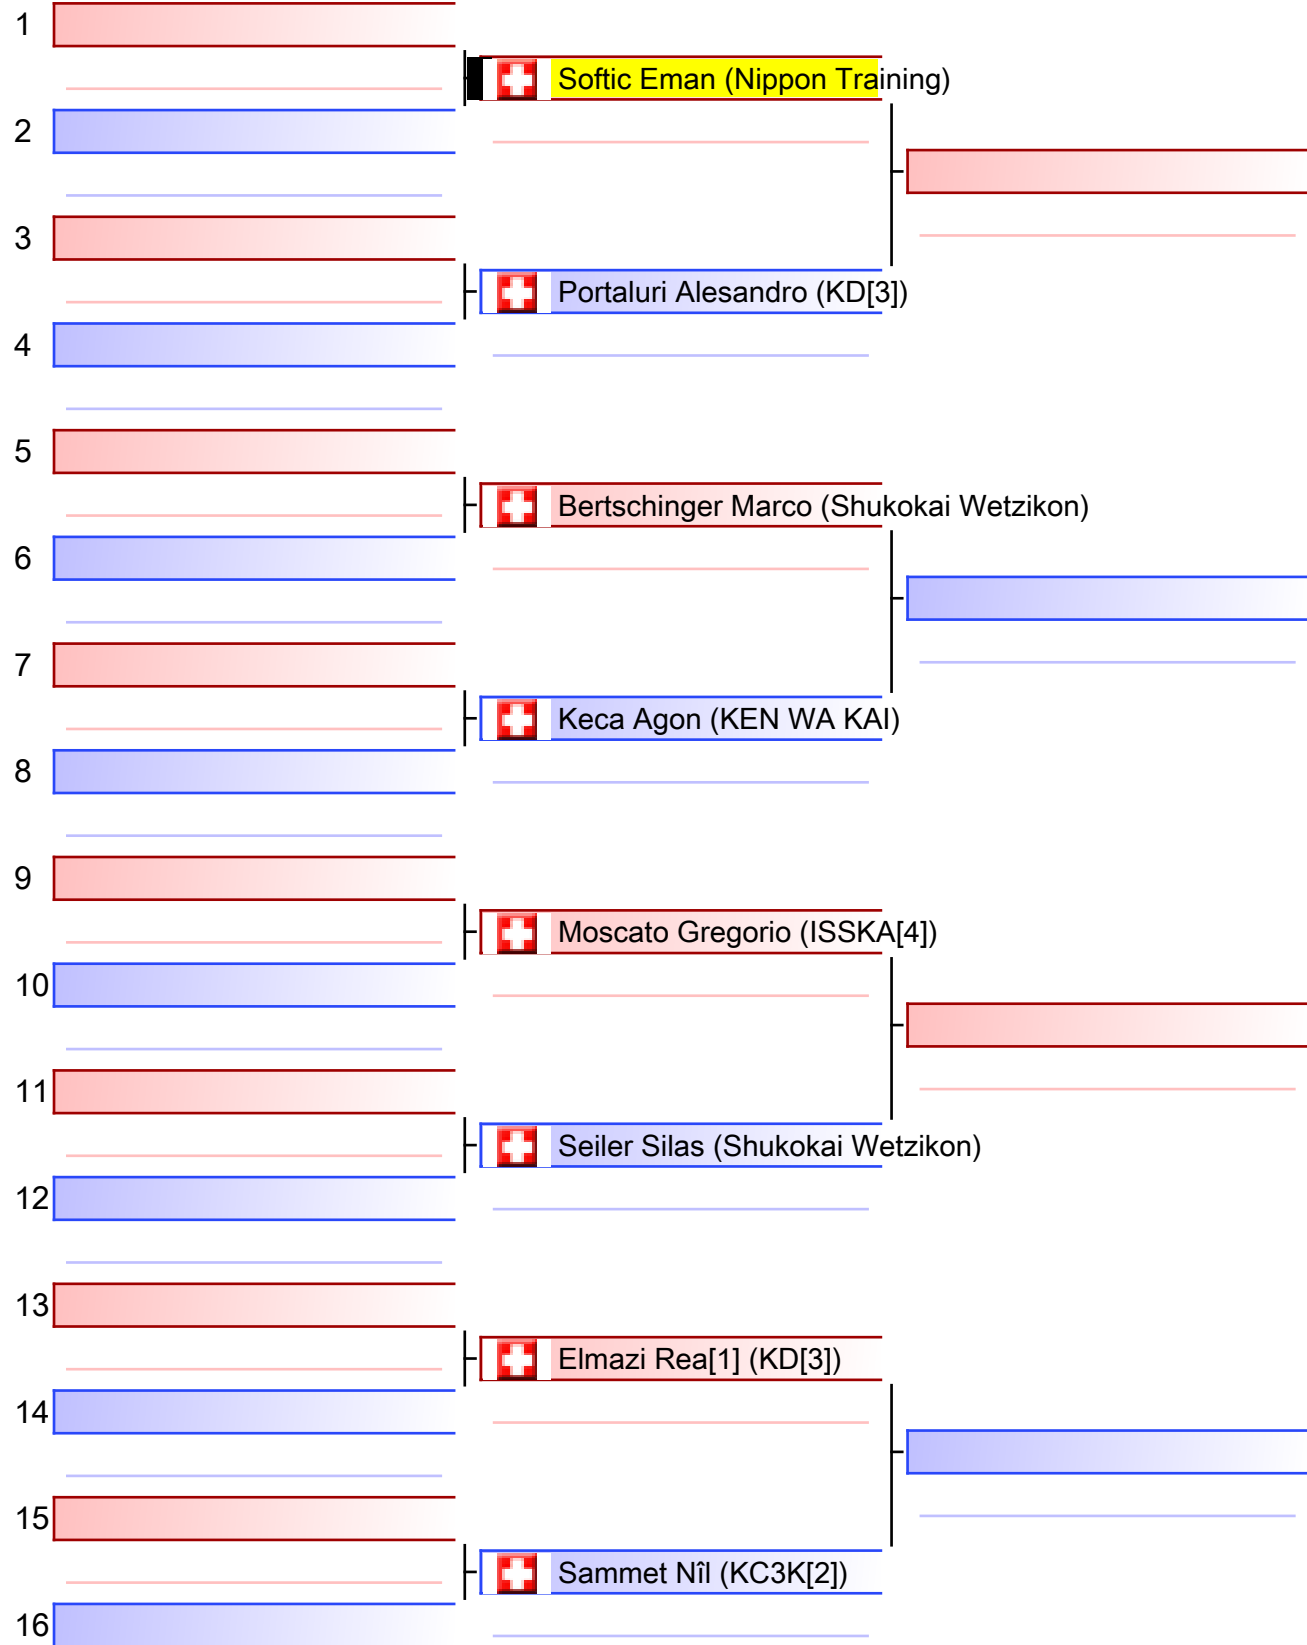 1
Softic Eman (Nippon Training)
2
3
Portaluri Alesandro (KD[3])
4
5
Bertschinger Marco (Shukokai Wetzikon)
6
7
Keca Agon (KEN WA KAI)
8
9
Moscato Gregorio (ISSKA[4])
10
11
Seiler Silas (Shukokai Wetzikon)
12
13
Elmazi Rea[1] (KD[3])
14
15
Sammet Nîl (KC3K[2])
16